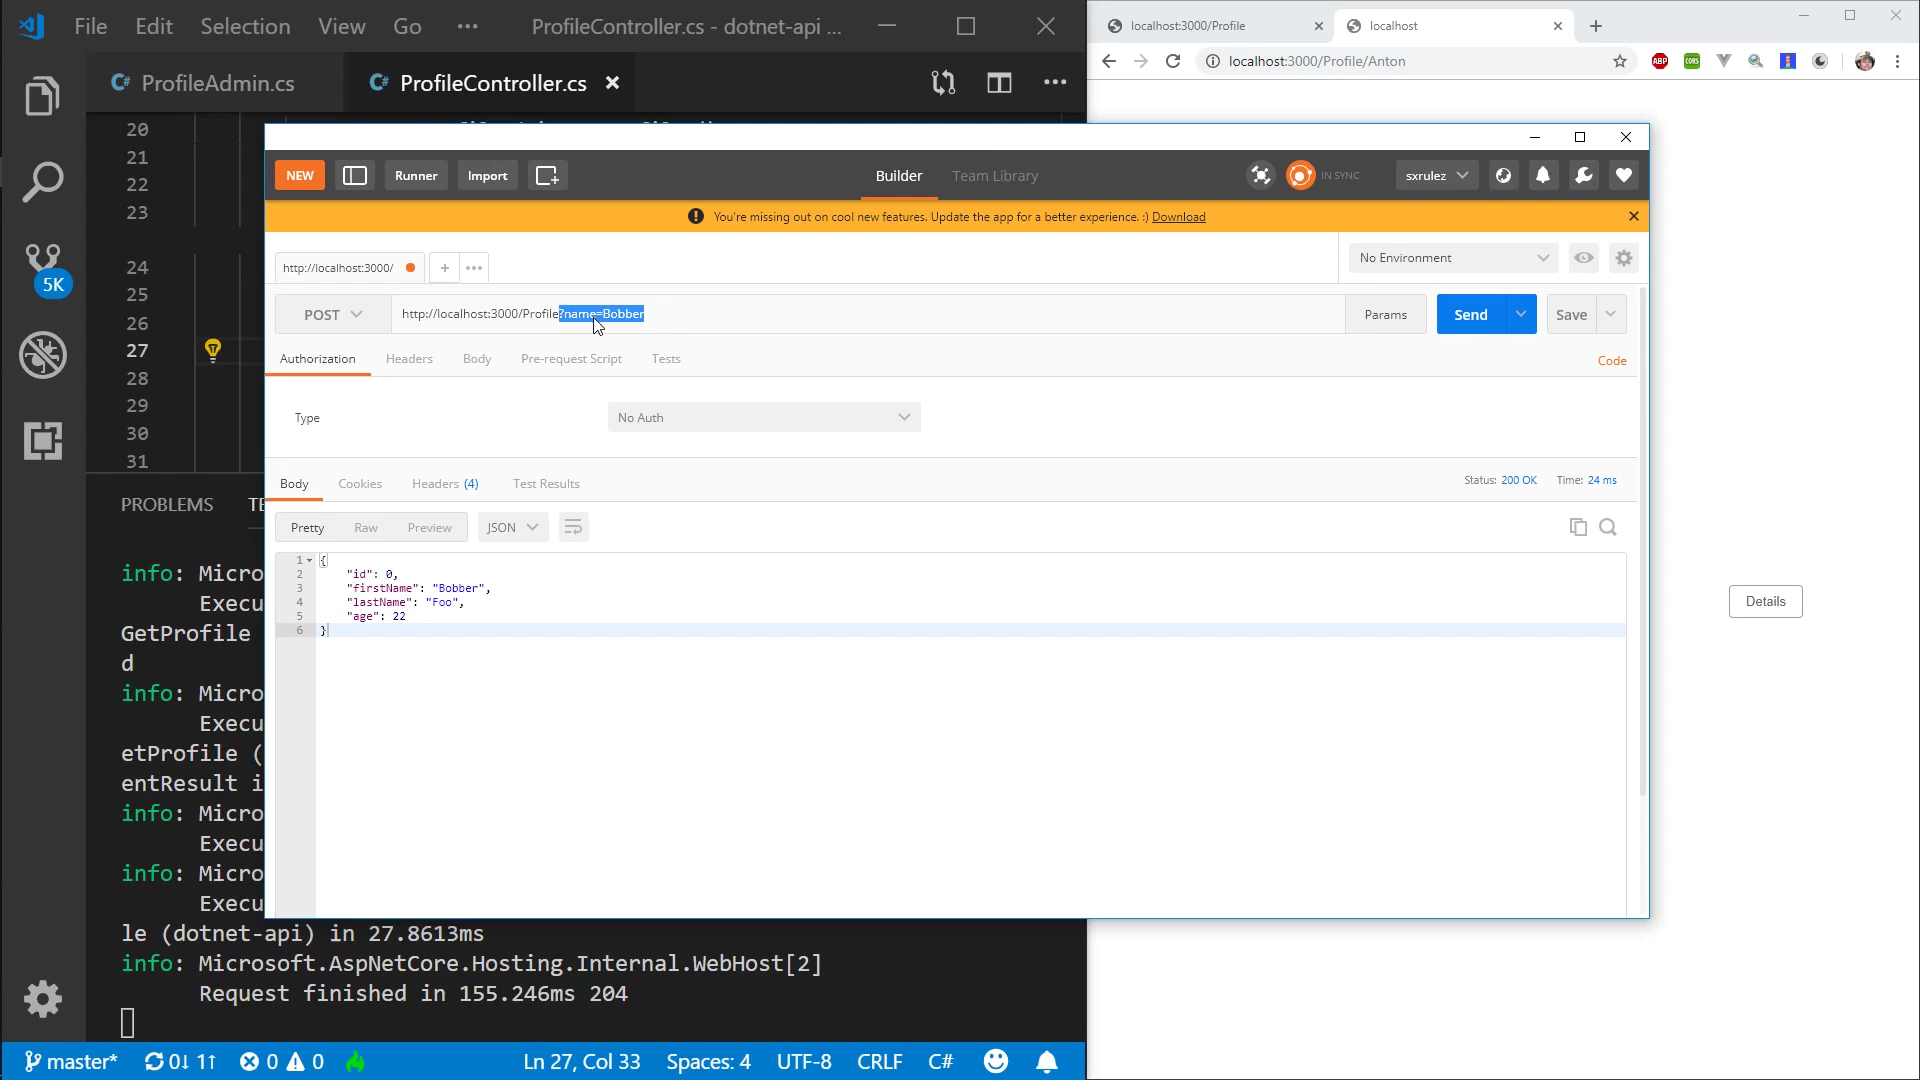 File Edit Selection View Go ··· ProfileController.cs - dotnet-api ...
ProfileAdmin.cs
ProfileController.cs
20
21
22
23
24
25
26
27
28
29
30
31
PROBLEMS
info: Micro
Execu
GetProfile
d
info: Micro
Execu
etProfile (
entResult i
info: Micro
Execu
info: Micro
Execu
le (dotnet-api) in 27.8613ms
info: Microsoft.AspNetCore.Hosting.Internal.WebHost[2]
Request finished in 155.246ms 204
5K
master* 0↓ 1↑ 0 0 Ln 27, Col 33 Spaces: 4 UTF-8 CRLF C#
NEW Runner Import Builder Team Library IN SYNC sxrulez
You're missing out on cool new features. Update the app for a better experience. :) Download
http://localhost:3000/
No Environment
POST http://localhost:3000/Profile?name=Bobber Params Send Save
Authorization Headers Body Pre-request Script Tests Code
Type No Auth
Body Cookies Headers (4) Test Results Status: 200 OK Time: 24 ms
Pretty Raw Preview JSON
1 {
2 "id": 0,
3 "firstName": "Bobber",
4 "lastName": "Foo",
5 "age": 22
6 }
localhost:3000/Profile
localhost
localhost:3000/Profile/Anton
ABP
CORS
Details